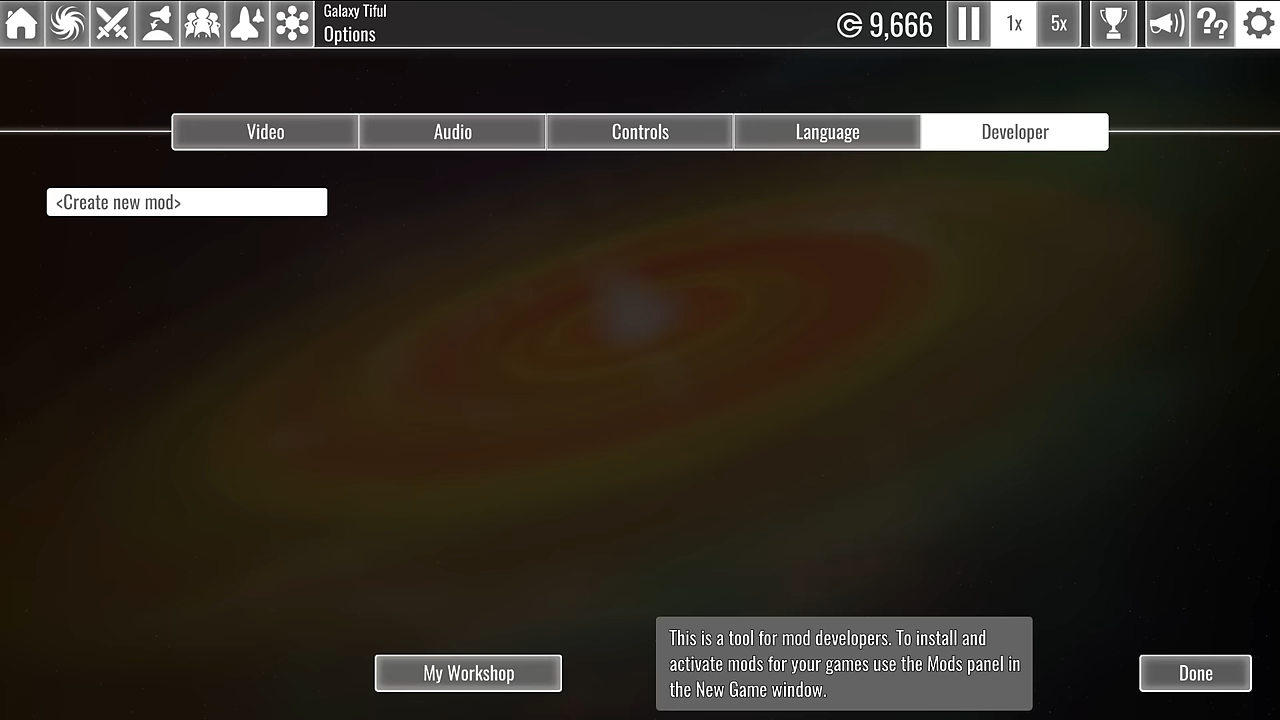 Galaxy Tiful
Options
9,666
1x
5x
Video
Audio
Controls
Language
Developer
<Create new mod>
This is a tool for mod developers. To install and
activate mods for your games use the Mods panel in
the New Game window.
My Workshop
Done